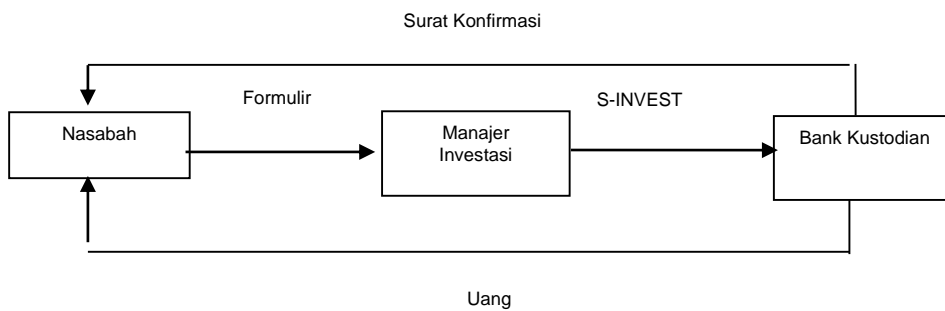 Surat Konfirmasi
Formulir
S-INVEST
Nasabah
Manajer
Investasi
Bank Kustodian
Uang